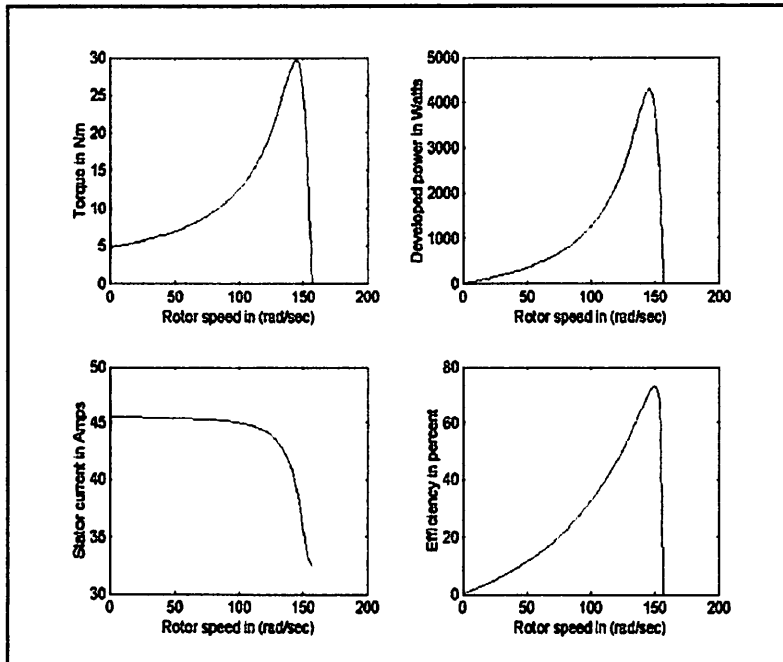 Torque in Nm
30
25
20
15
10
5
0
0 50 100 150 200
Rotor speed in (rad/sec)
Developed power in Watts
5000
4000
3000
2000
1000
0
0 50 100 150 200
Rotor speed in (rad/sec)
Stator current in Amps
50
45
40
35
30
0 50 100 150 200
Rotor speed in (rad/sec)
Efficiency in percent
80
60
40
20
0
0 50 100 150 200
Rotor speed in (rad/sec)